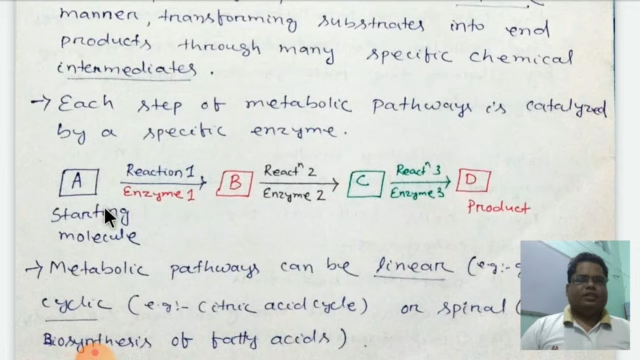 manner, transforming substrates into end
products through many specific chemical
intermediates.
→ Each step of metabolic pathways is catalyzed
by a specific enzyme.
A Reaction 1 B Reactⁿ 2 C Reactⁿ 3 D
Enzyme 1 Enzyme 2 Enzyme 3
Starting Product
molecule
→ Metabolic pathways can be linear (eg:-
cyclic (e.g:- citric acid cycle) or spiral (
Biosynthesis of fatty acids)